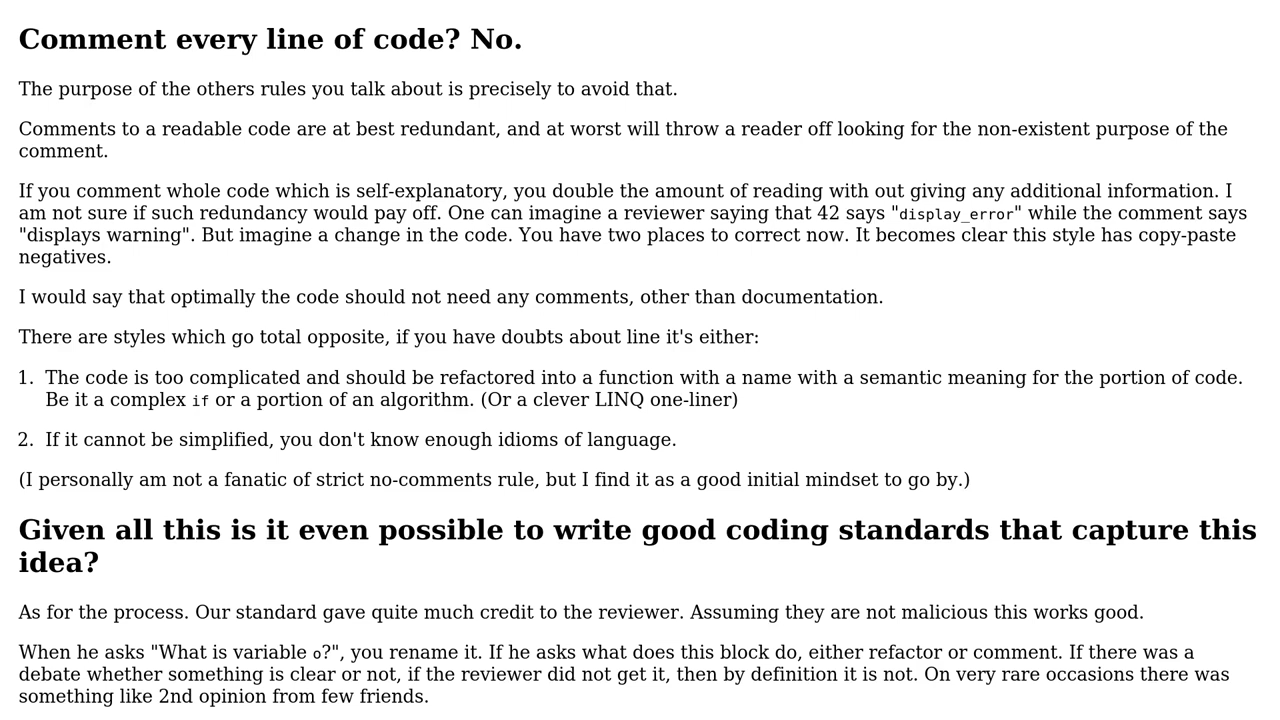 Comment every line of code? No.
The purpose of the others rules you talk about is precisely to avoid that.
Comments to a readable code are at best redundant, and at worst will throw a reader off looking for the non-existent purpose of the
comment.
If you comment whole code which is self-explanatory, you double the amount of reading with out giving any additional information. I
am not sure if such redundancy would pay off. One can imagine a reviewer saying that 42 says "display_error" while the comment says
"displays warning". But imagine a change in the code. You have two places to correct now. It becomes clear this style has copy-paste
negatives.
I would say that optimally the code should not need any comments, other than documentation.
There are styles which go total opposite, if you have doubts about line it's either:
1. The code is too complicated and should be refactored into a function with a name with a semantic meaning for the portion of code.
Be it a complex if or a portion of an algorithm. (Or a clever LINQ one-liner)
2. If it cannot be simplified, you don't know enough idioms of language.
(I personally am not a fanatic of strict no-comments rule, but I find it as a good initial mindset to go by.)
Given all this is it even possible to write good coding standards that capture this
idea?
As for the process. Our standard gave quite much credit to the reviewer. Assuming they are not malicious this works good.
When he asks "What is variable o?", you rename it. If he asks what does this block do, either refactor or comment. If there was a
debate whether something is clear or not, if the reviewer did not get it, then by definition it is not. On very rare occasions there was
something like 2nd opinion from few friends.